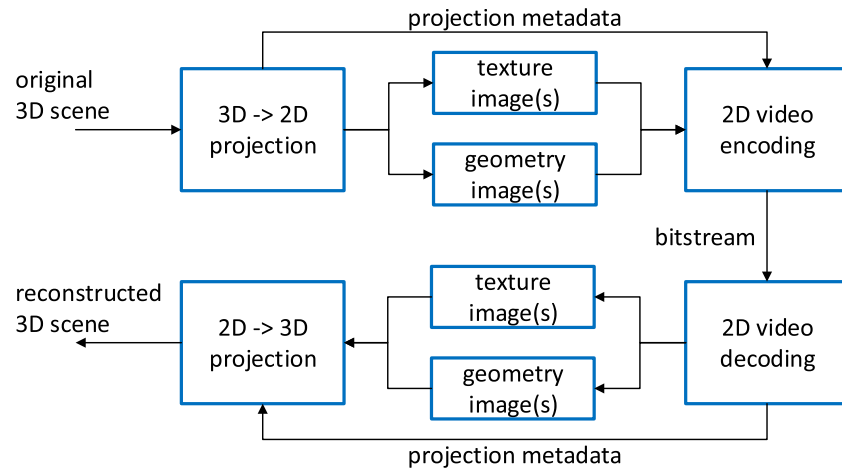 projection metadata
original
3D scene
3D -> 2D
projection
texture
image(s)
geometry
image(s)
2D video
encoding
bitstream
reconstructed
3D scene
2D -> 3D
projection
texture
image(s)
geometry
image(s)
2D video
decoding
projection metadata